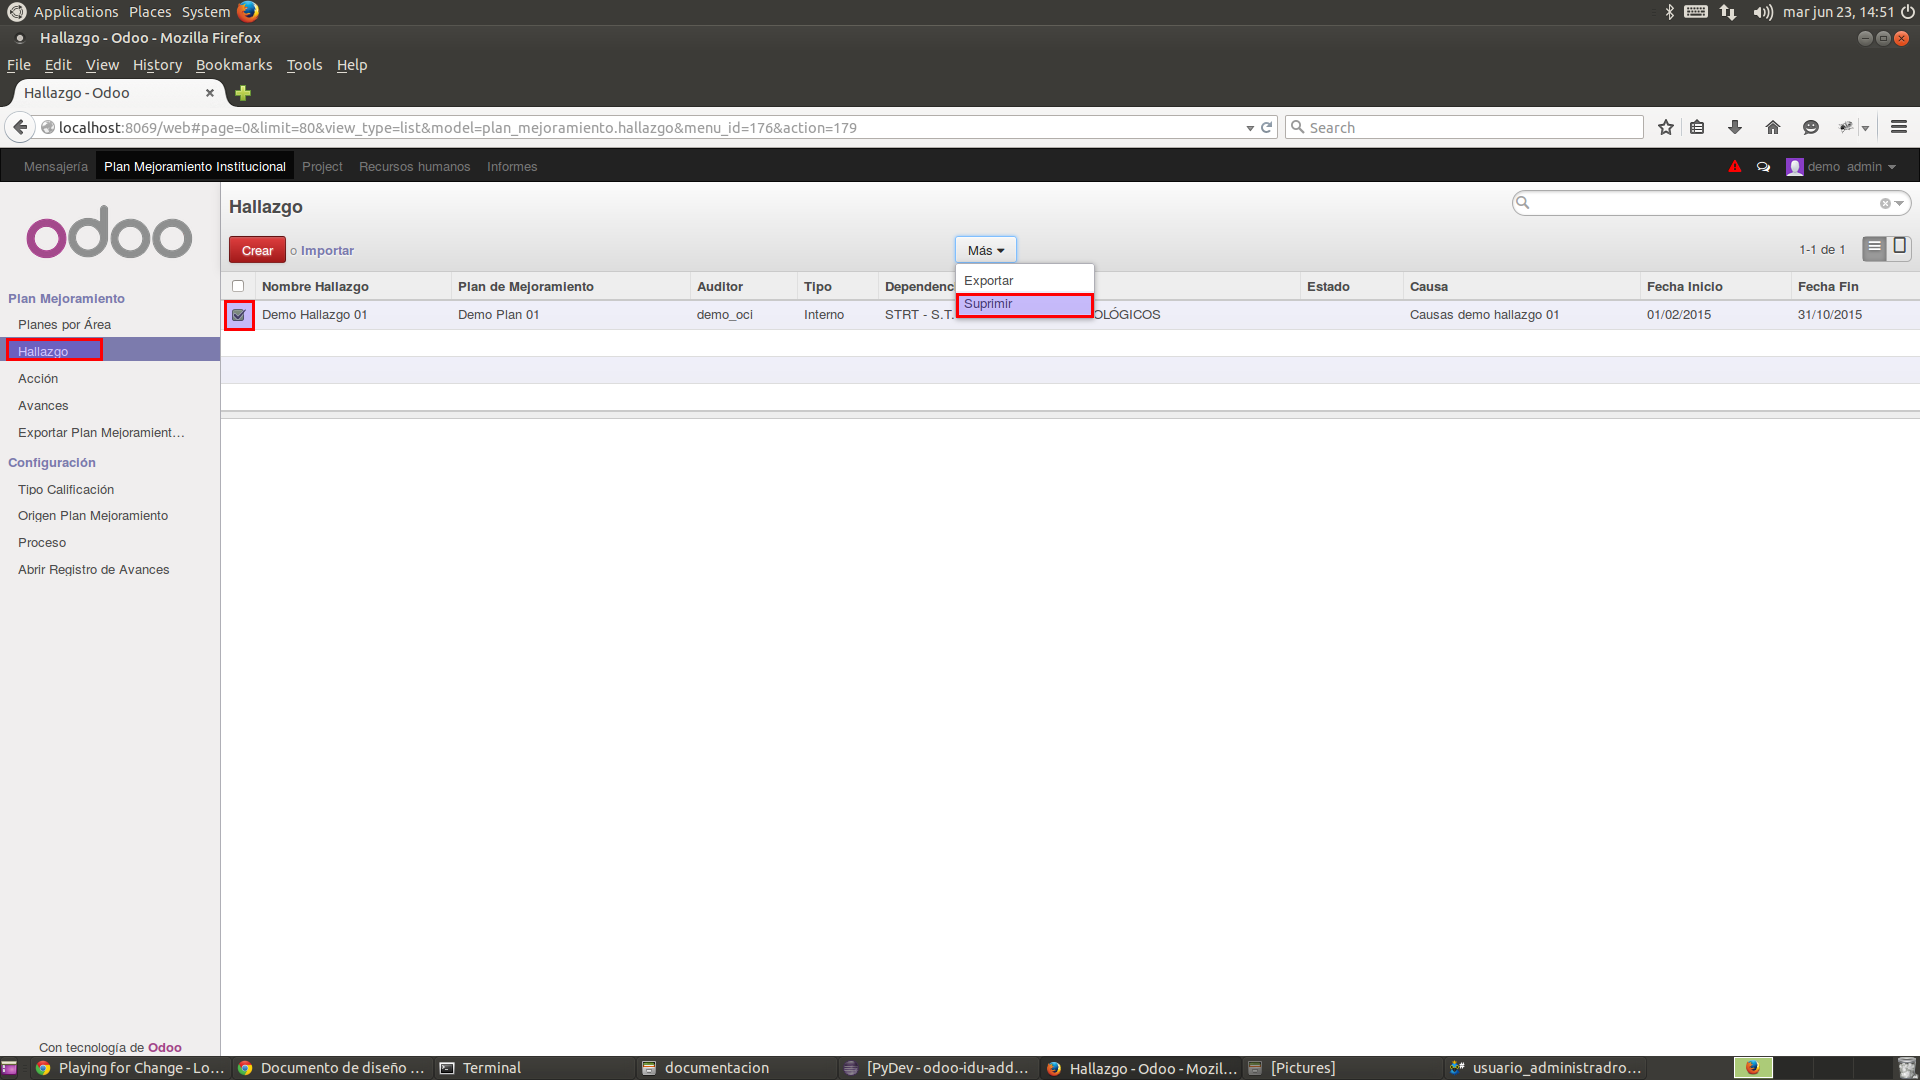 Applications Places System mar jun 23, 14:51
Hallazgo - Odoo - Mozilla Firefox
File Edit View History Bookmarks Tools Help
Hallazgo - Odoo
localhost:8069/web#page=0&limit=80&view_type=list&model=plan_mejoramiento.hallazgo&menu_id=176&action=179 Search
Mensajería Plan Mejoramiento Institucional Project Recursos humanos Informes demo admin
odoo
Hallazgo
Crear o Importar Más 1-1 de 1
Exportar
Suprimir
Nombre Hallazgo Plan de Mejoramiento Auditor Tipo Dependenc Estado Causa Fecha Inicio Fecha Fin
Demo Hallazgo 01 Demo Plan 01 demo_oci Interno STRT - S.T. OLÓGICOS Causas demo hallazgo 01 01/02/2015 31/10/2015
Plan Mejoramiento
Planes por Área
Hallazgo
Acción
Avances
Exportar Plan Mejoramient...
Configuración
Tipo Calificación
Origen Plan Mejoramiento
Proceso
Abrir Registro de Avances
Con tecnología de Odoo
Playing for Change - Lo... Documento de diseño ... Terminal documentacion [PyDev - odoo-idu-add... Hallazgo - Odoo - Mozil... [Pictures] usuario_administradro...